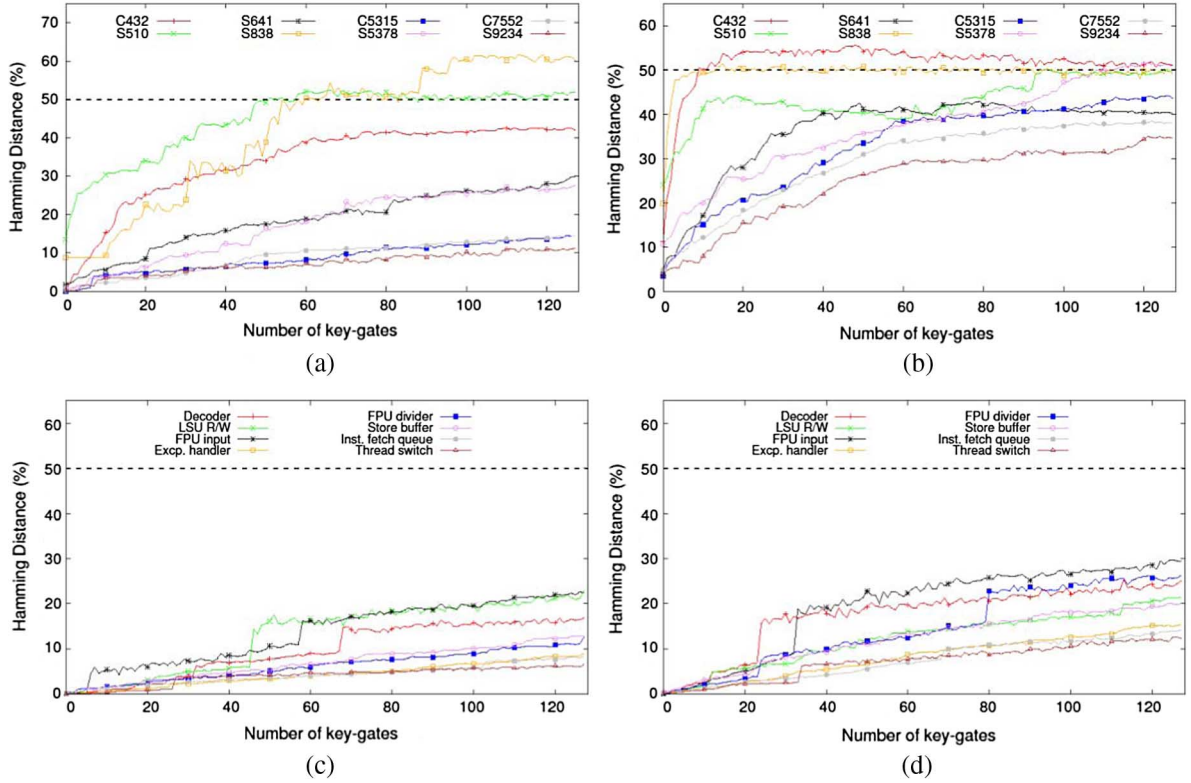 C432 S641 C5315 C7552
S510 S838 S5378 S9234
Hamming Distance (%)
70
60
50
40
30
20
10
0
0 20 40 60 80 100 120
Number of key-gates
(a)
C432 S641 C5315 C7552
S510 S838 S5378 S9234
Hamming Distance (%)
60
50
40
30
20
10
0
0 20 40 60 80 100 120
Number of key-gates
(b)
Decoder FPU divider
LSU R/W Store buffer
FPU input Inst. fetch queue
Excp. handler Thread switch
Hamming Distance (%)
60
50
40
30
20
10
0
0 20 40 60 80 100 120
Number of key-gates
(c)
Decoder FPU divider
LSU R/W Store buffer
FPU input Inst. fetch queue
Excp. handler Thread switch
Hamming Distance (%)
60
50
40
30
20
10
0
0 20 40 60 80 100 120
Number of key-gates
(d)